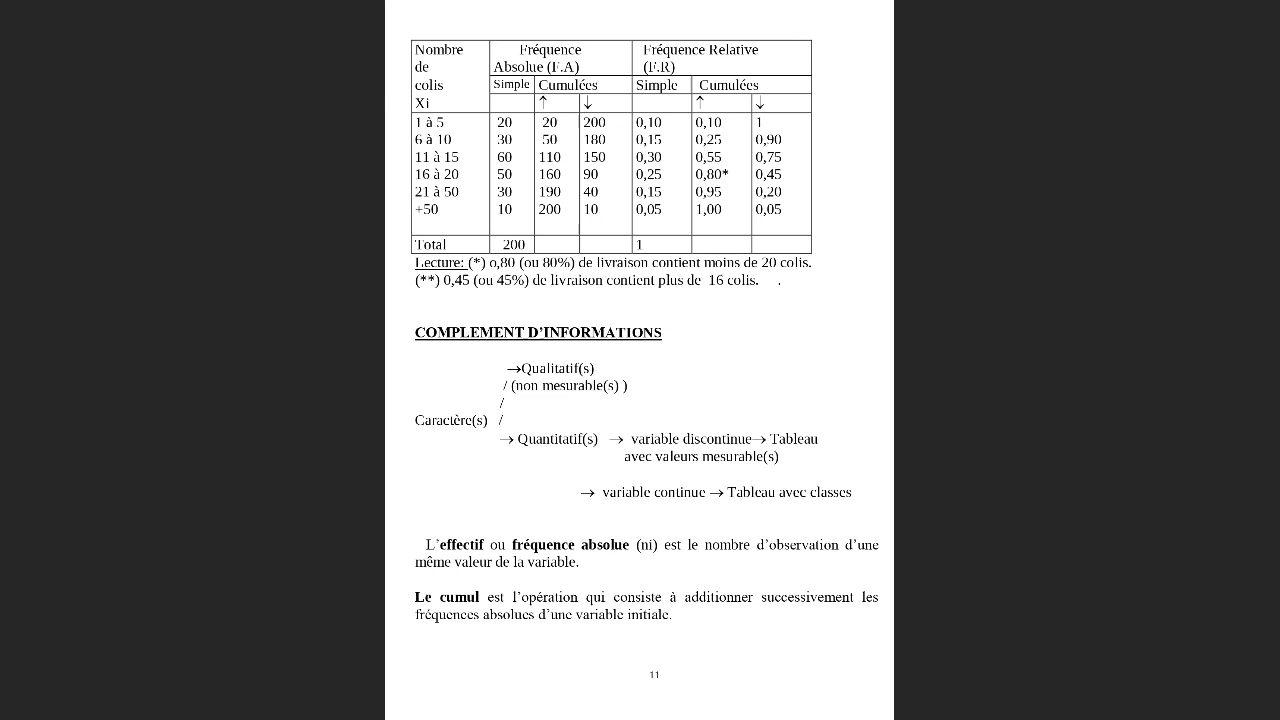 Nombre Fréquence Fréquence Relative
de Absolue (F.A) (F.R)
colis Simple Cumulées Simple Cumulées
Xi ↑ ↓ ↑ ↓
1 à 5 20 20 200 0,10 0,10 1
6 à 10 30 50 180 0,15 0,25 0,90
11 à 15 60 110 150 0,30 0,55 0,75
16 à 20 50 160 90 0,25 0,80* 0,45
21 à 50 30 190 40 0,15 0,95 0,20
+50 10 200 10 0,05 1,00 0,05
Total 200 1
Lecture: (*) o,80 (ou 80%) de livraison contient moins de 20 colis.
(**) 0,45 (ou 45%) de livraison contient plus de 16 colis. .
COMPLEMENT D'INFORMATIONS
→Qualitatif(s)
/ (non mesurable(s) )
/
Caractère(s) /
→ Quantitatif(s) → variable discontinue→ Tableau
avec valeurs mesurable(s)
→ variable continue → Tableau avec classes
L'effectif ou fréquence absolue (ni) est le nombre d'observation d'une
même valeur de la variable.
Le cumul est l'opération qui consiste à additionner successivement les
fréquences absolues d'une variable initiale.
11